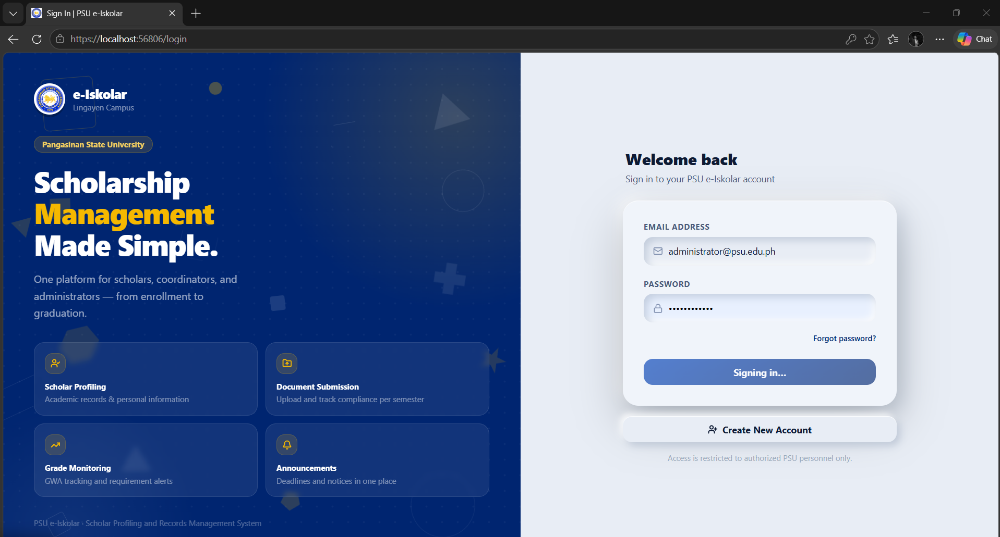 Sign In | PSU e-Iskolar
https://localhost:56806/login
Chat
e-Iskolar
Lingayen Campus
Pangasinan State University
Scholarship
Management
Made Simple.
One platform for scholars, coordinators, and
administrators — from enrollment to
graduation.
Scholar Profiling
Academic records & personal information
Document Submission
Upload and track compliance per semester
Grade Monitoring
GWA tracking and requirement alerts
Announcements
Deadlines and notices in one place
PSU e-Iskolar · Scholar Profiling and Records Management System
Welcome back
Sign in to your PSU e-Iskolar account
EMAIL ADDRESS
administrator@psu.edu.ph
PASSWORD
••••••••••••
Forgot password?
Signing in...
Create New Account
Access is restricted to authorized PSU personnel only.